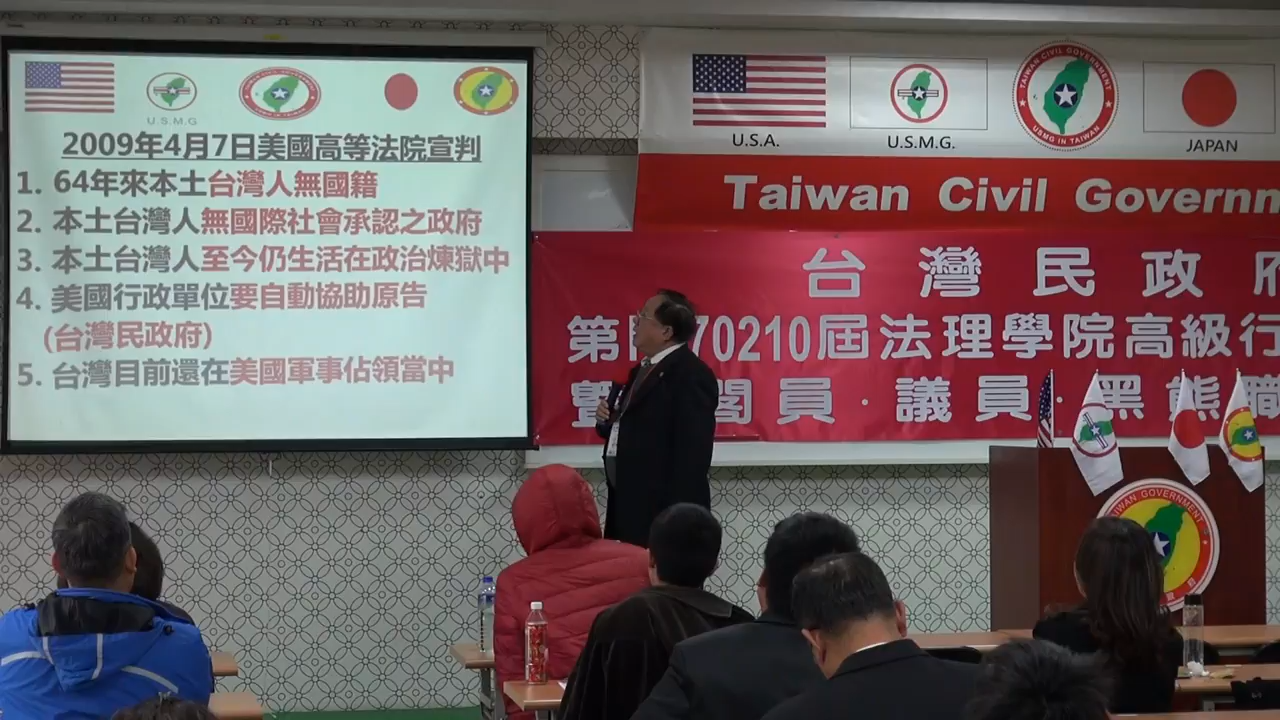 U.S.M.G
2009年4月7日美國高等法院宣判
1. 64年來本土台灣人無國籍
2. 本土台灣人無國際社會承認之政府
3. 本土台灣人至今仍生活在政治煉獄中
4. 美國行政單位要自動協助原告
(台灣民政府)
5. 台灣目前還在美國軍事佔領當中
U.S.A.
U.S.M.G.
TAIWAN CIVIL GOVERNMENT
USMG IN TAIWAN
JAPAN
Taiwan Civil Governm
台灣民政府
第 70210屆法理學院高級行
閣員·議員·黑熊職
TAIWAN GOVERNMENT